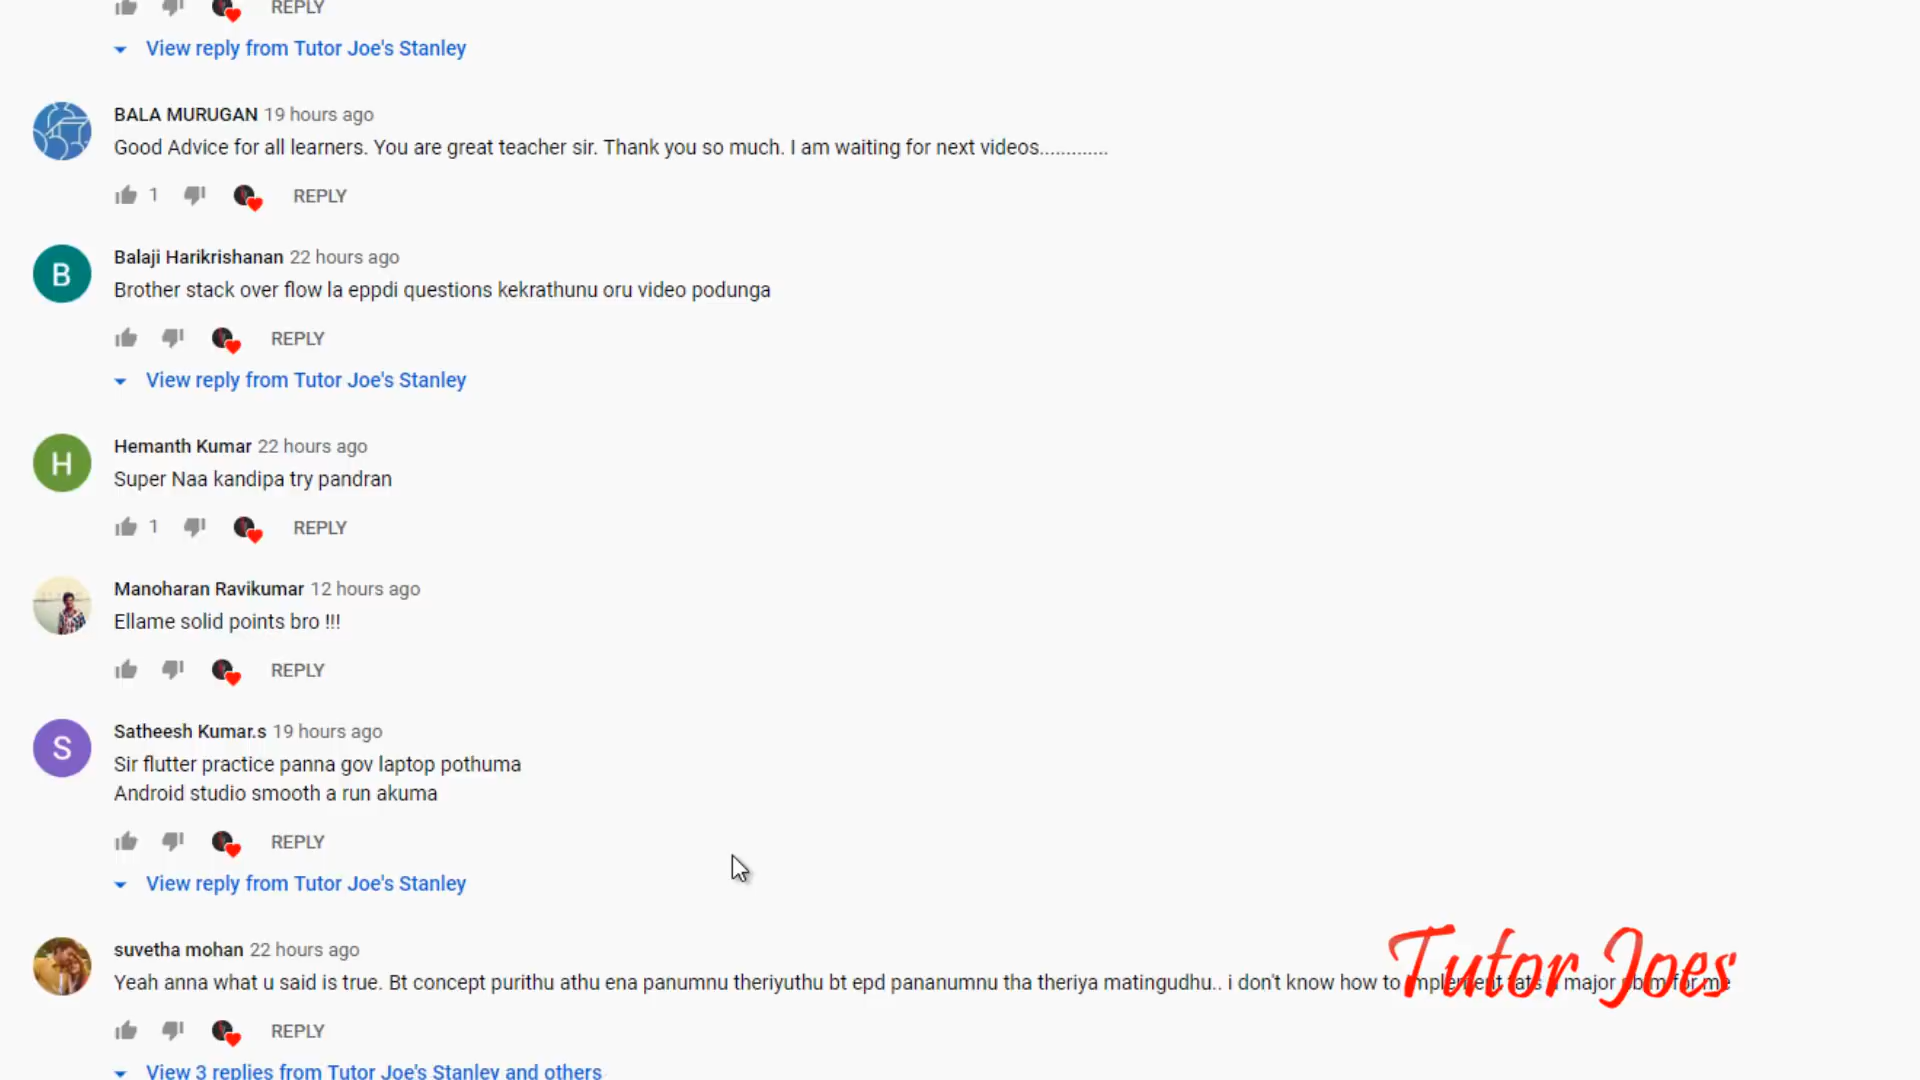 REPLY
View reply from Tutor Joe's Stanley
BALA MURUGAN 19 hours ago
Good Advice for all learners. You are great teacher sir. Thank you so much. I am waiting for next videos.............
1 REPLY
B
Balaji Harikrishanan 22 hours ago
Brother stack over flow la eppdi questions kekrathunu oru video podunga
REPLY
View reply from Tutor Joe's Stanley
H
Hemanth Kumar 22 hours ago
Super Naa kandipa try pandran
1 REPLY
Manoharan Ravikumar 12 hours ago
Ellame solid points bro !!!
REPLY
S
Satheesh Kumar.s 19 hours ago
Sir flutter practice panna gov laptop pothuma
Android studio smooth a run akuma
REPLY
View reply from Tutor Joe's Stanley
suvetha mohan 22 hours ago
Yeah anna what u said is true. Bt concept purithu athu ena panumnu theriyuthu bt epd pananumnu tha theriya matingudhu.. i don't know how to implement major for me
Tutor Joes
REPLY
View 3 replies from Tutor Joe's Stanley and others